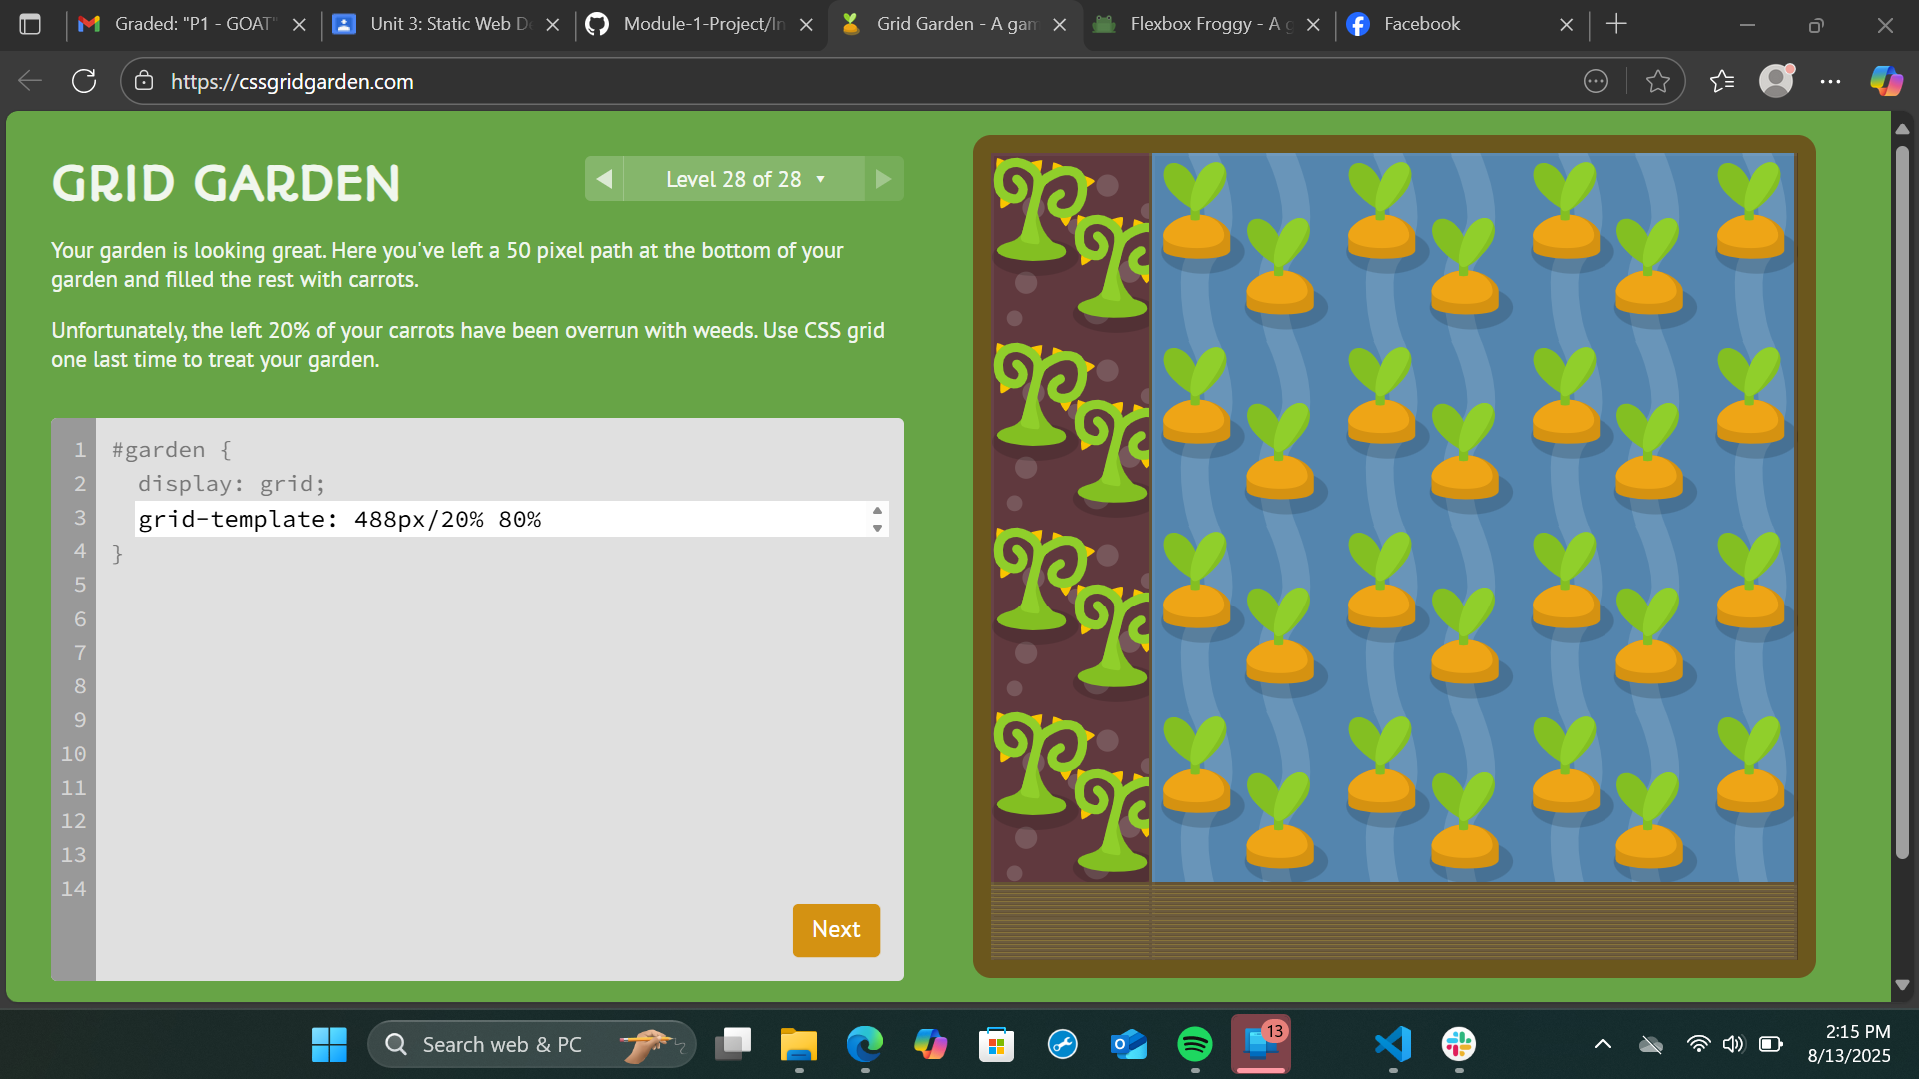 Graded: "P1 - GOAT"
Unit 3: Static Web De
Module-1-Project/In
Grid Garden - A gam
Flexbox Froggy - A g
Facebook
https://cssgridgarden.com
GRID GARDEN
Level 28 of 28
Your garden is looking great. Here you've left a 50 pixel path at the bottom of your
garden and filled the rest with carrots.
Unfortunately, the left 20% of your carrots have been overrun with weeds. Use CSS grid
one last time to treat your garden.
1 #garden {
2 display: grid;
3 grid-template: 488px/20% 80%
4 }
5
6
7
8
9
10
11
12
13
14
Next
Search web & PC
13
2:15 PM
8/13/2025